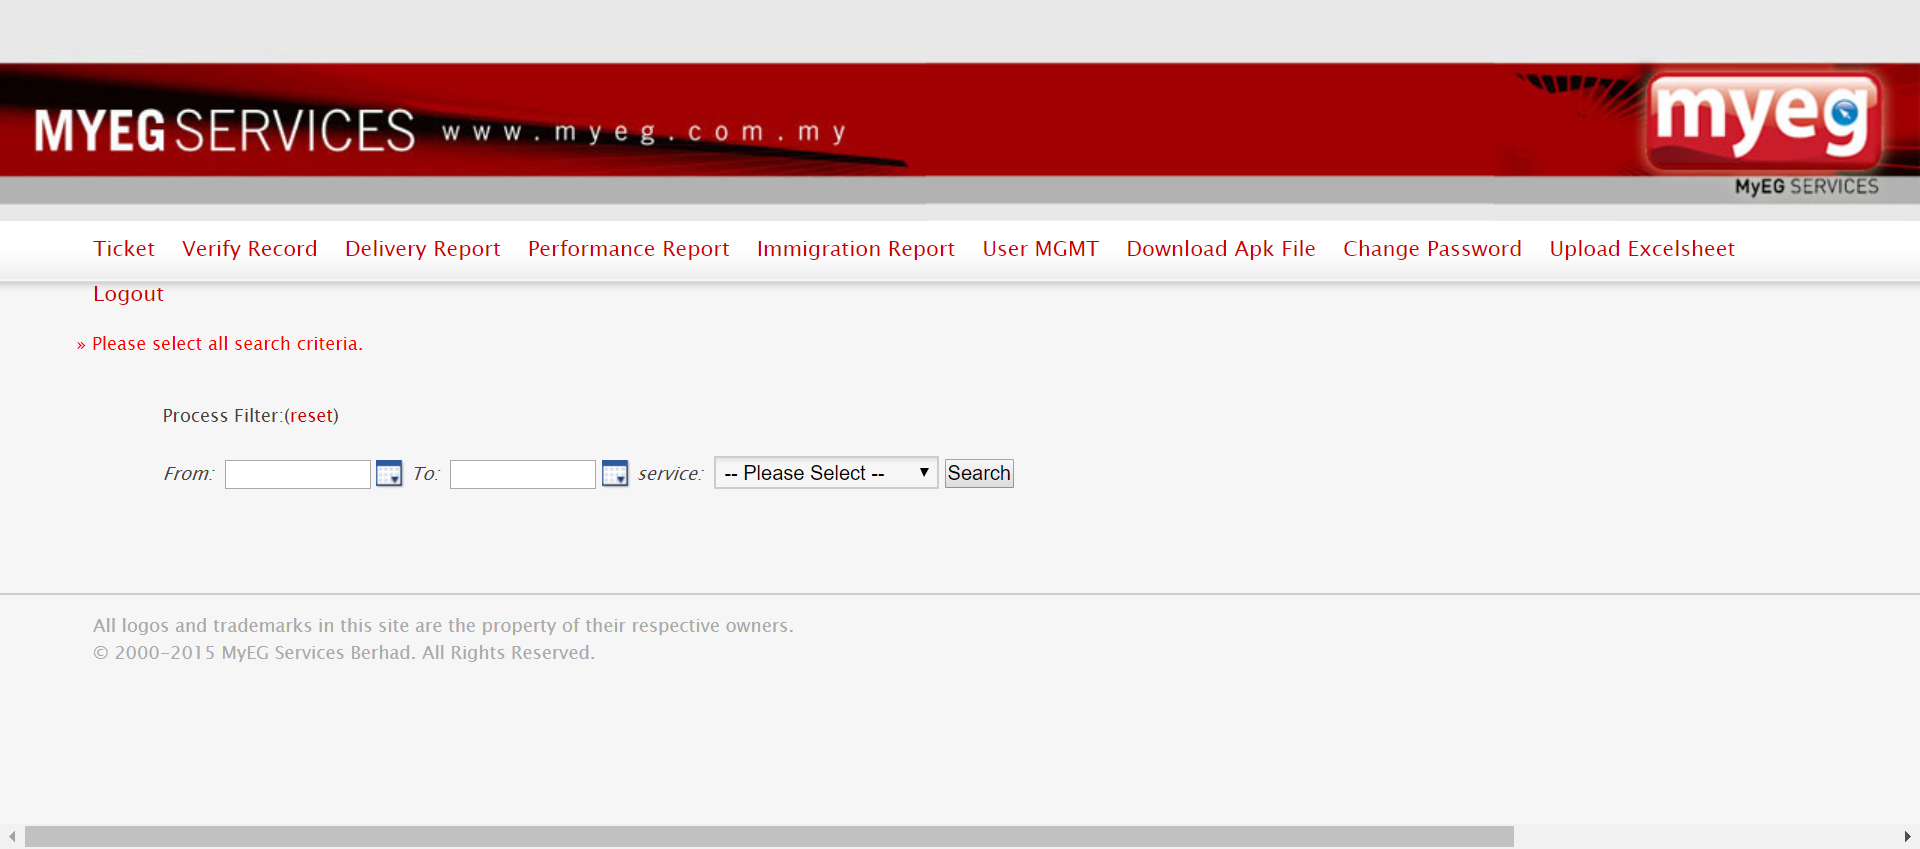 MYEG SERVICES www.myeg.com.my
myeg
MyEG SERVICES
Ticket Verify Record Delivery Report Performance Report Immigration Report User MGMT Download Apk File Change Password Upload Excelsheet
Logout
» Please select all search criteria.
Process Filter:(reset)
From: To: service: -- Please Select -- Search
All logos and trademarks in this site are the property of their respective owners.
© 2000-2015 MyEG Services Berhad. All Rights Reserved.